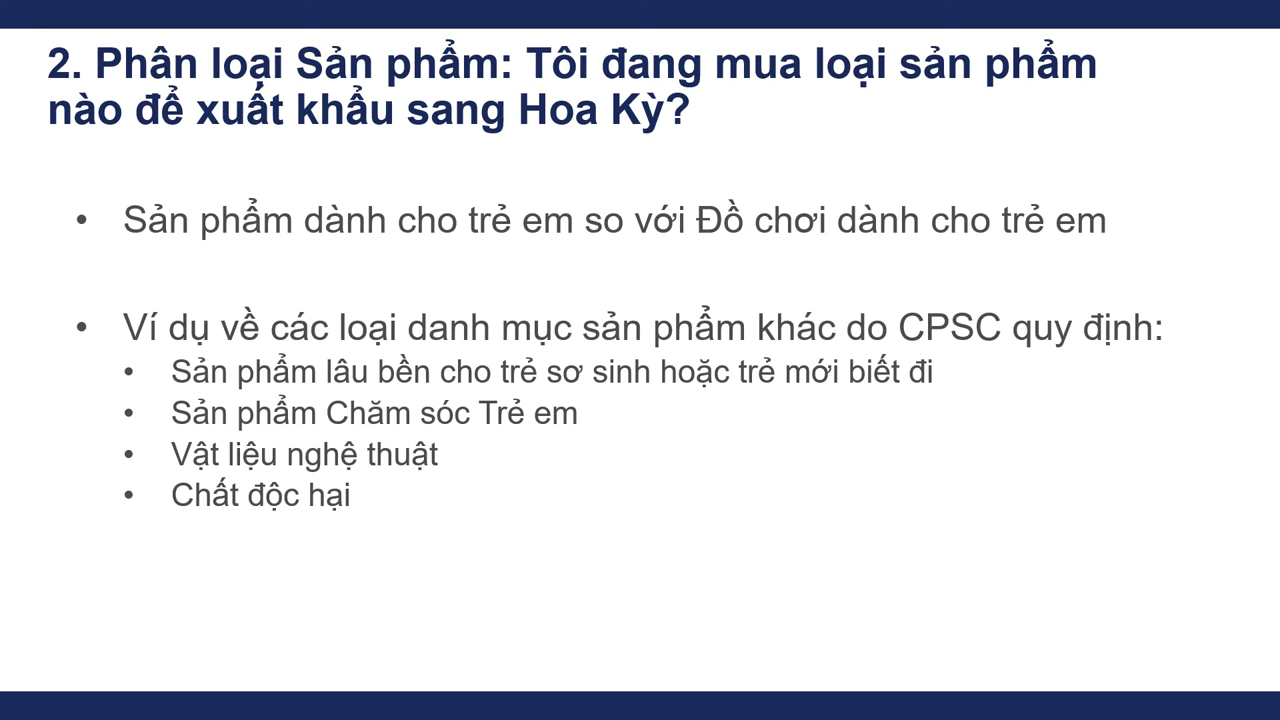 2. Phân loại Sản phẩm: Tôi đang mua loại sản phẩm
nào để xuất khẩu sang Hoa Kỳ?
• Sản phẩm dành cho trẻ em so với Đồ chơi dành cho trẻ em
• Ví dụ về các loại danh mục sản phẩm khác do CPSC quy định:
• Sản phẩm lâu bền cho trẻ sơ sinh hoặc trẻ mới biết đi
• Sản phẩm Chăm sóc Trẻ em
• Vật liệu nghệ thuật
• Chất độc hại